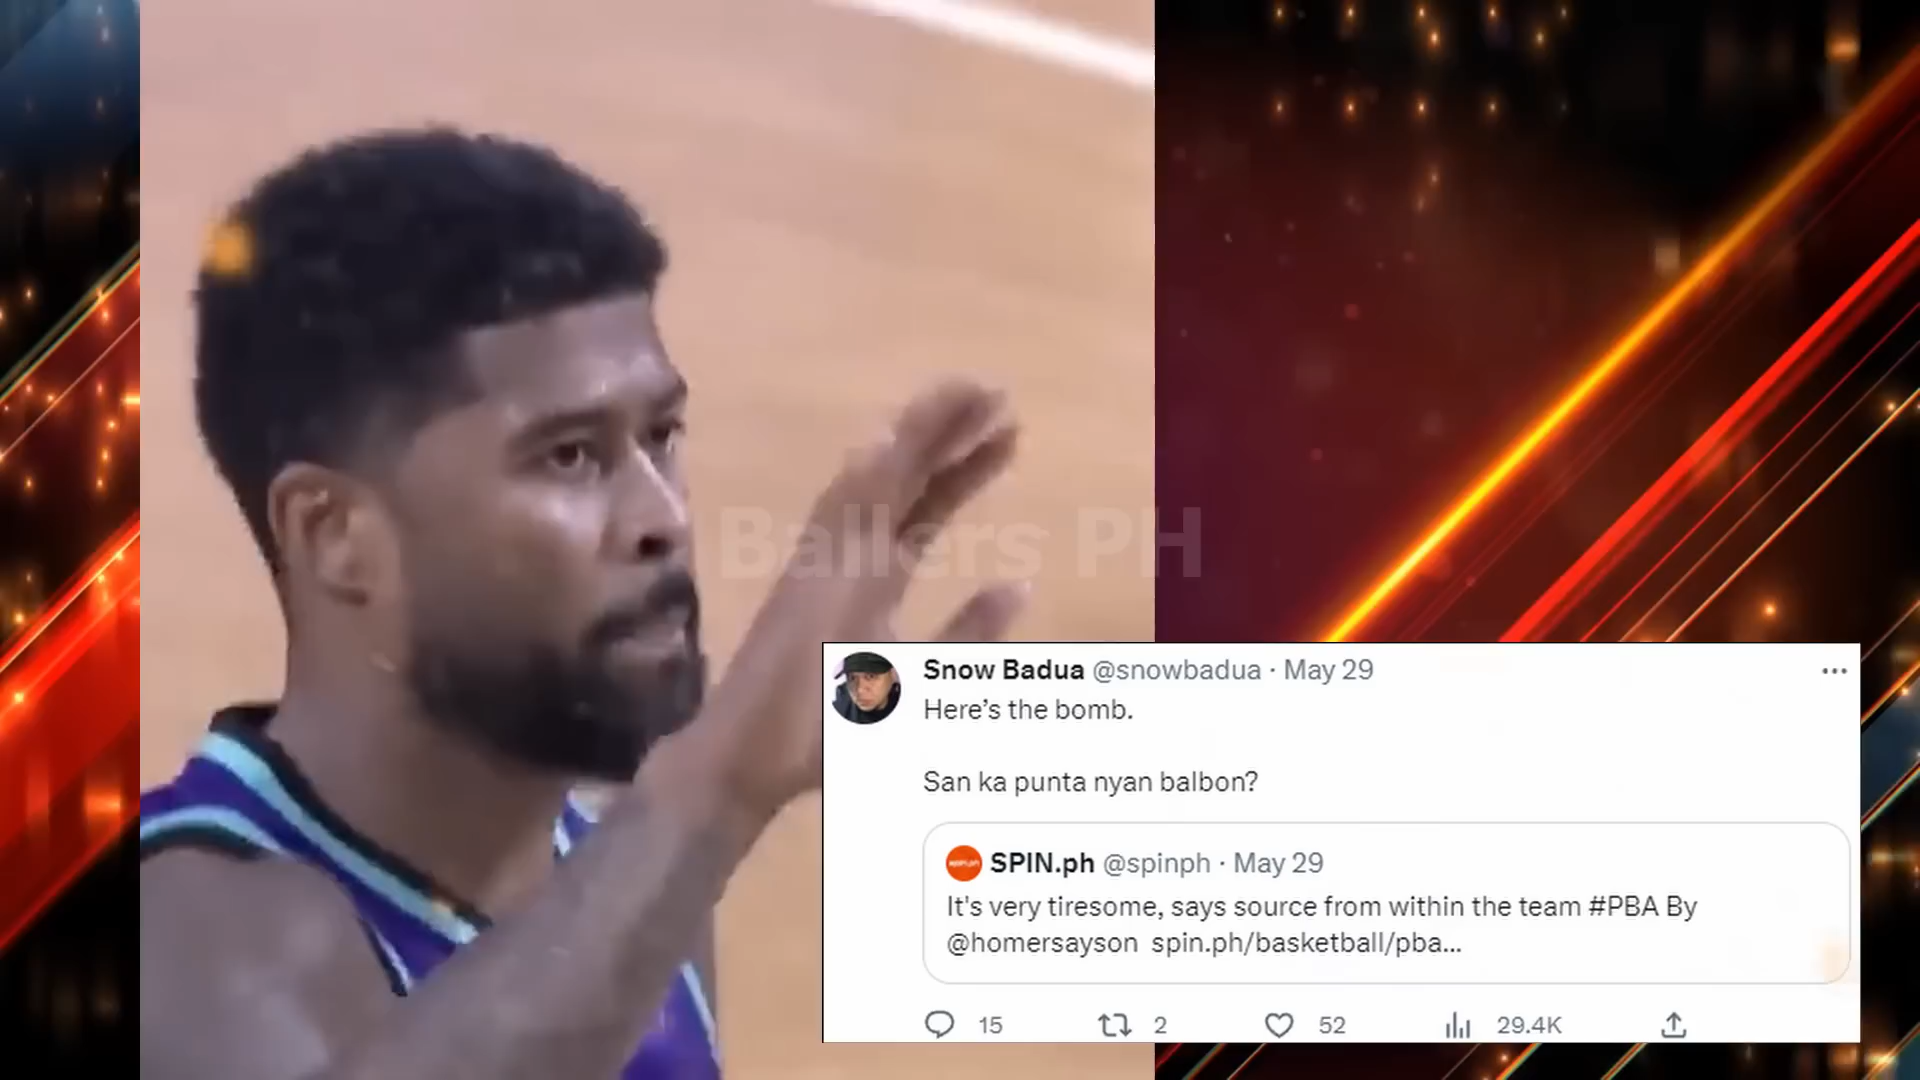 Ballers PH
Snow Badua @snowbadua · May 29
Here’s the bomb.
San ka punta nyan balbon?
SPIN.ph @spinph · May 29
It's very tiresome, says source from within the team #PBA By
@homersayson spin.ph/basketball/pba...
15 2 52 29.4K